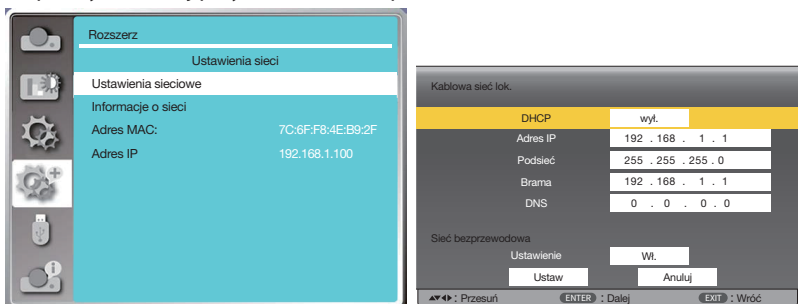 Rozszerz
Ustawienia sieci
Ustawienia sieciowe
Informacje o sieci
Adres MAC: 7C:6F:F8:4E:B9:2F
Adres IP 192.168.1.100
Kablowa sieć lok.
DHCP wył.
Adres IP 192 . 168 . 1 . 1
Podsieć 255 . 255 . 255 . 0
Brama 192 . 168 . 1 . 1
DNS 0 . 0 . 0 . 0
Sieć bezprzewodowa
Ustawienie Wł.
Ustaw Anuluj
▲▼◀▶ : Przesuń ENTER : Dalej EXIT : Wróć